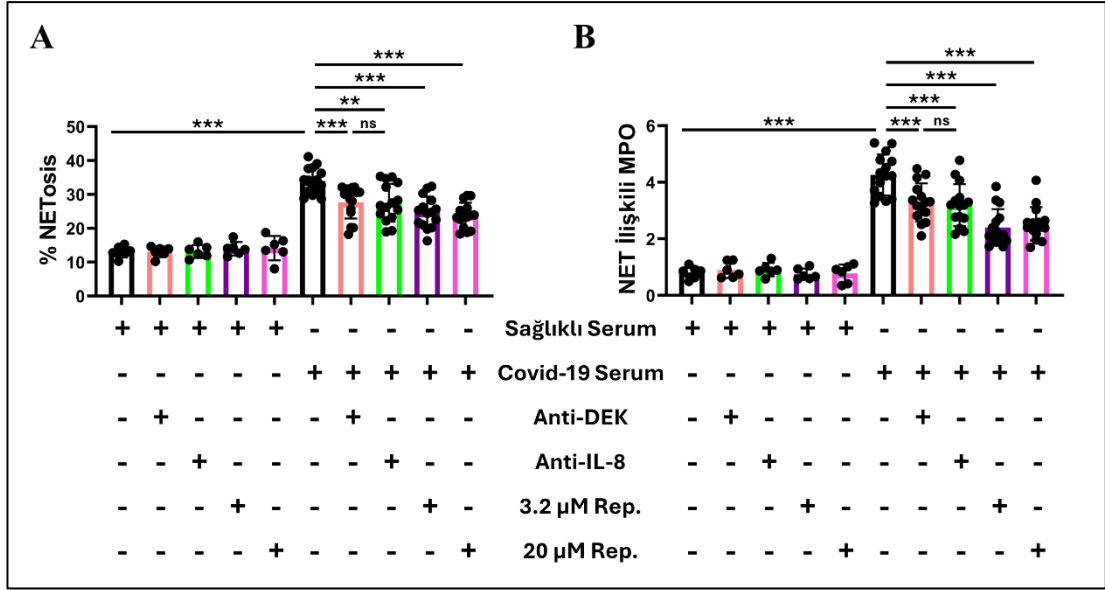 A
B
***
***
***
***
**
***
***
***
ns
***
***
ns
% NETosis
50
40
30
20
10
0
NET İlişkili MPO
6
4
2
0
+ + + + + - - - - - Sağlıklı Serum + + + + + - - - - -
- - - - - + + + + + Covid-19 Serum - - - - - + + + + +
- + - - - - + - - - Anti-DEK - + - - - - + - - -
- - + - - - - + - - Anti-IL-8 - - + - - - - + - -
- - - + - - - - + - 3.2 µM Rep. - - - + - - - - + -
- - - - + - - - - + 20 µM Rep. - - - - + - - - - +